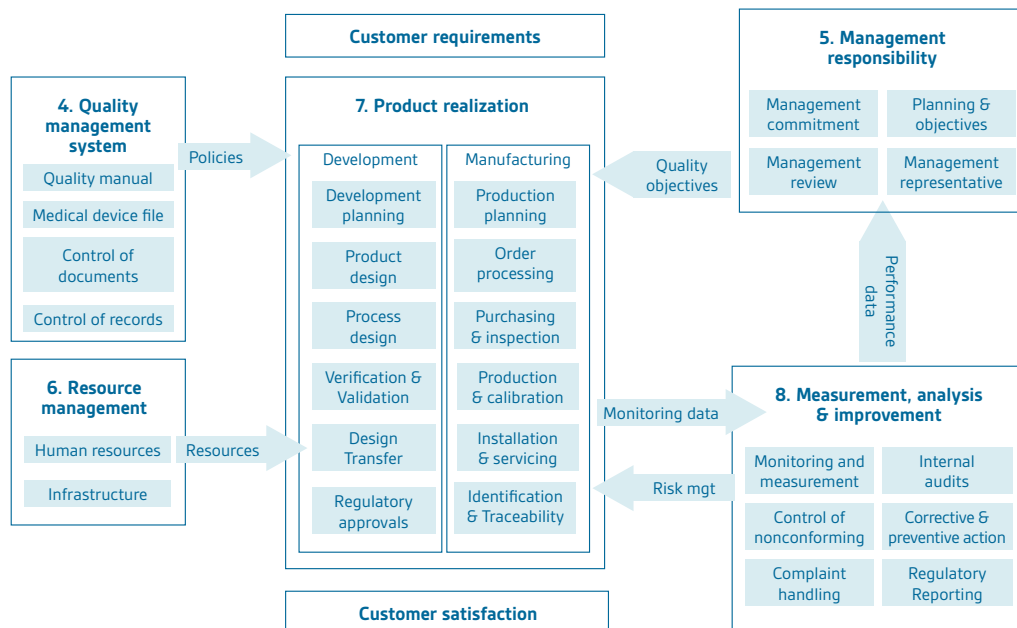 Customer requirements
4. Quality
management
system
Quality manual
Medical device file
Control of
documents
Control of records
Policies
6. Resource
management
Human resources
Infrastructure
Resources
7. Product realization
Development
Development
planning
Product
design
Process
design
Verification &
Validation
Design
Transfer
Regulatory
approvals
Manufacturing
Production
planning
Order
processing
Purchasing
& inspection
Production
& calibration
Installation
& servicing
Identification
& Traceability
Quality
objectives
5. Management
responsibility
Management
commitment
Planning &
objectives
Management
review
Management
representative
Performance
data
Monitoring data
Risk mgt
8. Measurement, analysis
& improvement
Monitoring and
measurement
Internal
audits
Control of
nonconforming
Corrective &
preventive action
Complaint
handling
Regulatory
Reporting
Customer satisfaction